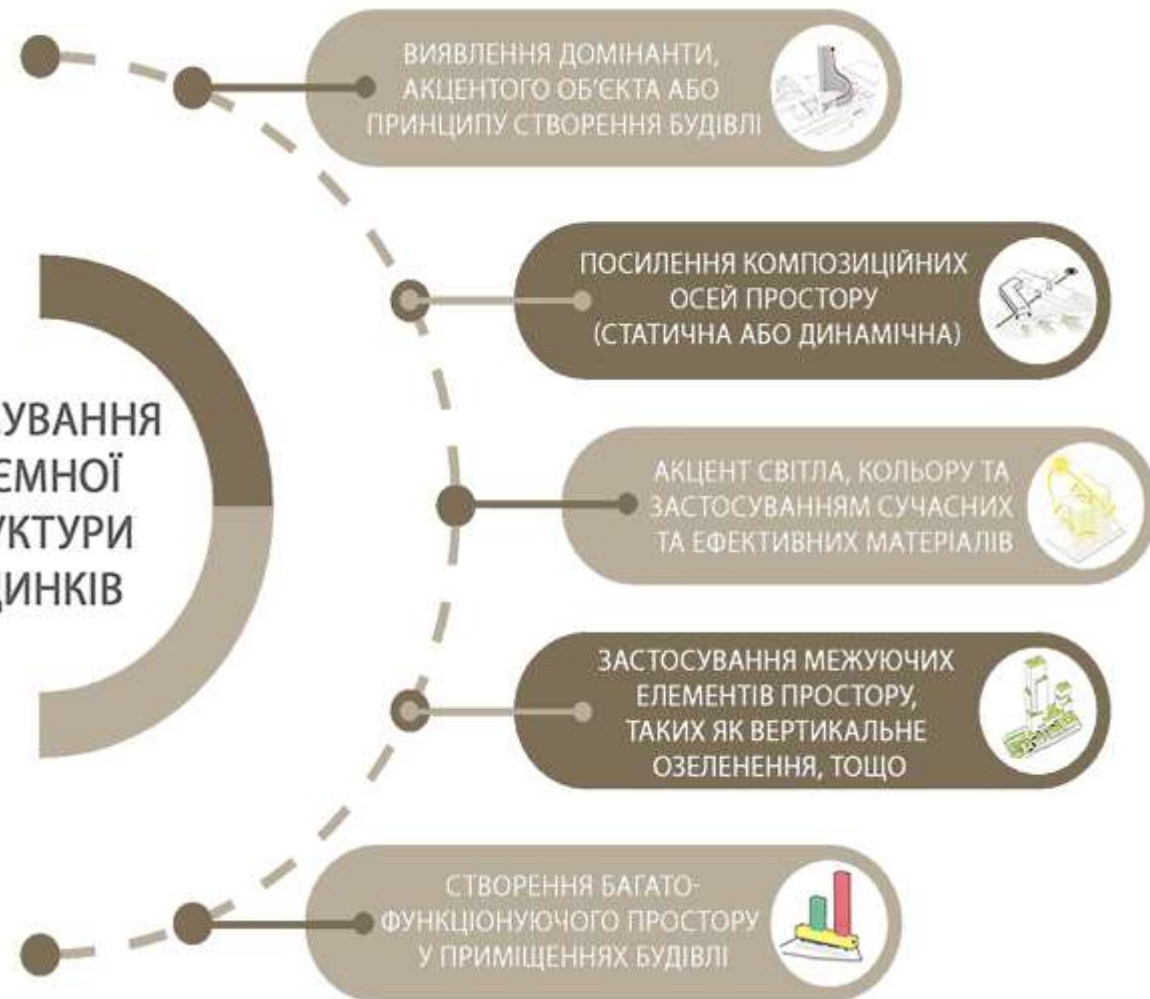 ВИЯВЛЕННЯ ДОМІНАНТИ,
АКЦЕНТОГО ОБ'ЄКТА АБО
ПРИНЦИПУ СТВОРЕННЯ БУДІВЛІ
ПОСИЛЕННЯ КОМПОЗИЦІЙНИХ
ОСЕЙ ПРОСТОРУ
(СТАТИЧНА АБО ДИНАМІЧНА)
УВАННЯ
ЄМНОЇ
УКТУРИ
ИНКІВ
АКЦЕНТ СВІТЛА, КОЛЬОРУ ТА
ЗАСТОСУВАННЯМ СУЧАСНИХ
ТА ЕФЕКТИВНИХ МАТЕРІАЛІВ
ЗАСТОСУВАННЯ МЕЖУЮЧИХ
ЕЛЕМЕНТІВ ПРОСТОРУ,
ТАКИХ ЯК ВЕРТИКАЛЬНЕ
ОЗЕЛЕНЕННЯ, ТОЩО
СТВОРЕННЯ БАГАТО-
ФУНКЦІОНУЮЧОГО ПРОСТОРУ
У ПРИМІЩЕННЯХ БУДІВЛІ